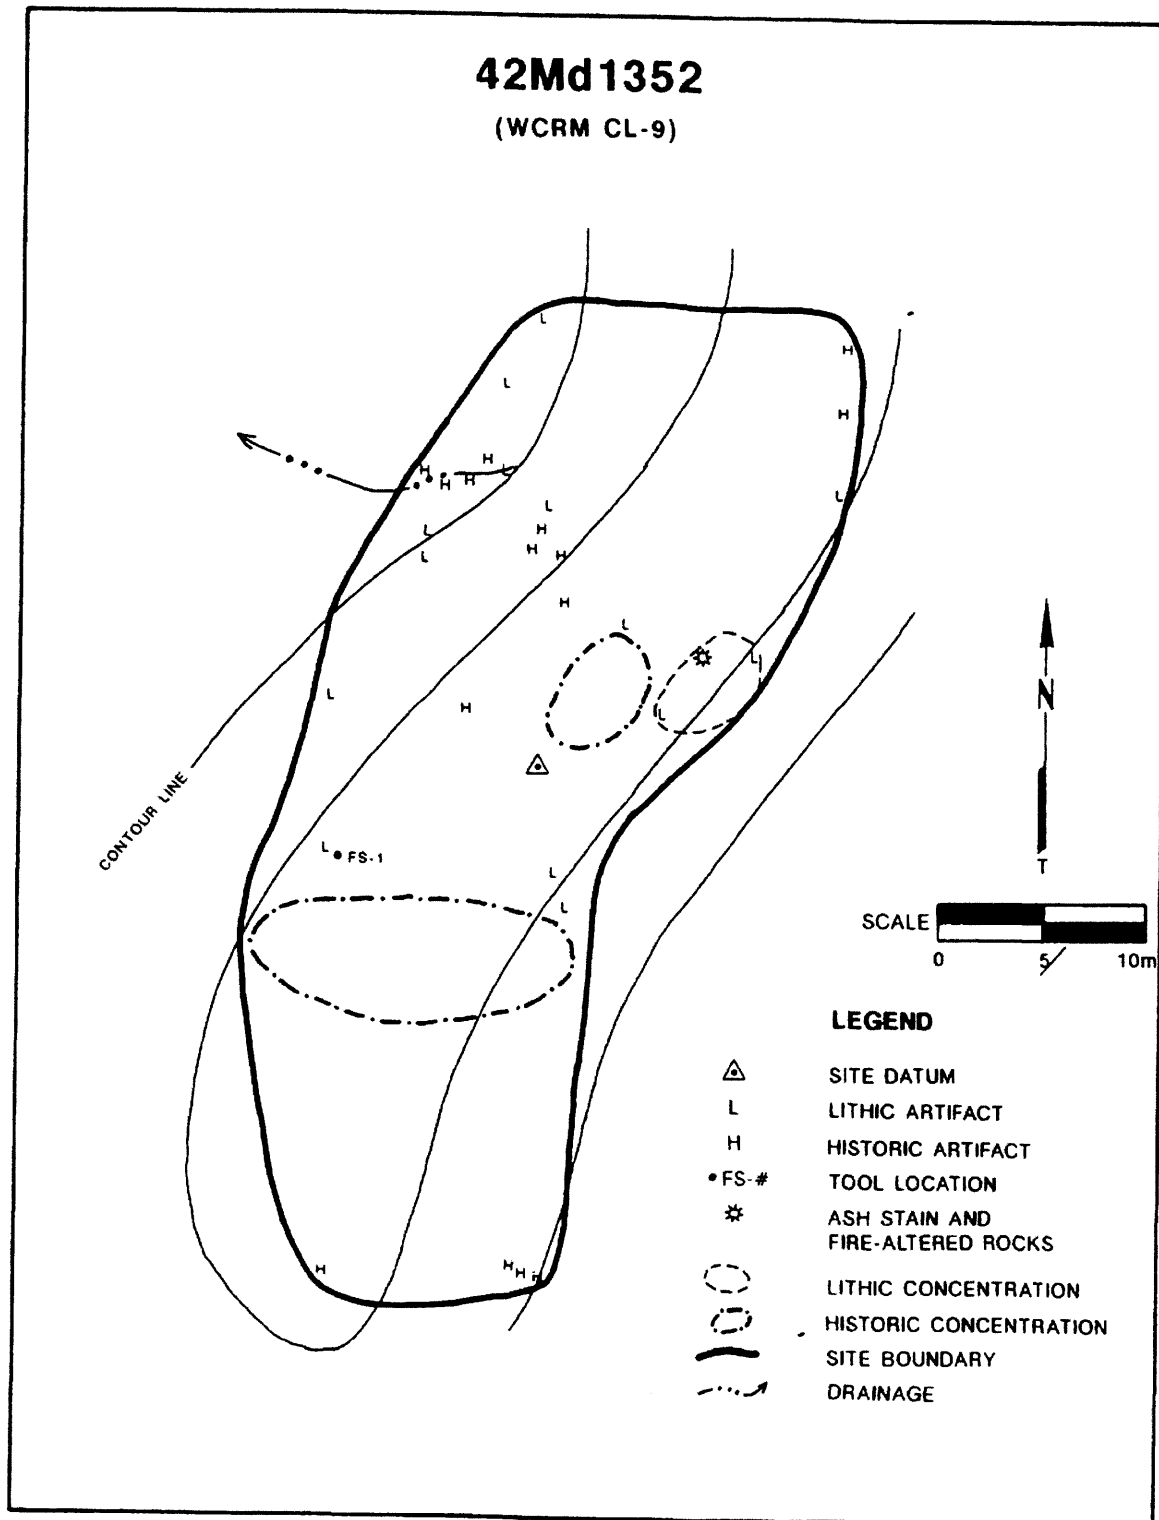 42Md1352
(WCRM CL-9)
L
H
L
H
H
L
H
H
H
L
L
L
H
L
H
H
L
H
L
L
L
L
H
CONTOUR LINE
N
L
FS-1
L
L
T
SCALE
0 5 10m
H
H
H
H
LEGEND
SITE DATUM
L LITHIC ARTIFACT
H HISTORIC ARTIFACT
•FS-# TOOL LOCATION
ASH STAIN AND
FIRE-ALTERED ROCKS
LITHIC CONCENTRATION
HISTORIC CONCENTRATION
SITE BOUNDARY
DRAINAGE